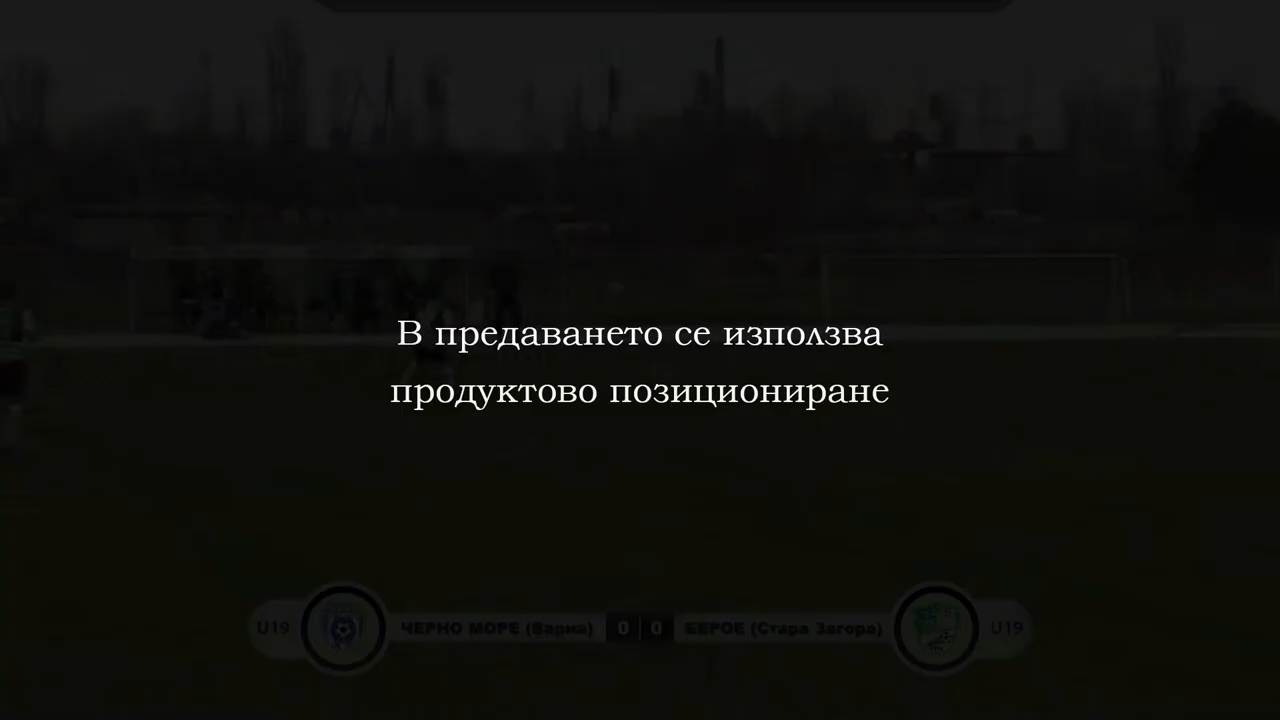 В предаването се използва
продуктово позициониране
U19 ЧЕРНО МОРЕ (Варна) 0 0 БЕРОЕ (Стара Загора) U19